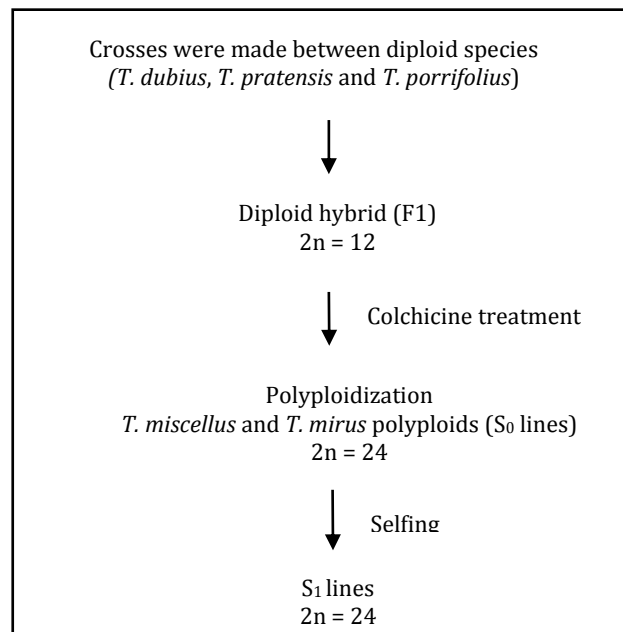 Crosses were made between diploid species
(T. dubius, T. pratensis and T. porrifolius)
Diploid hybrid (F1)
2n = 12
Colchicine treatment
Polyploidization
T. miscellus and T. mirus polyploids (S₀ lines)
2n = 24
Selfing
S₁ lines
2n = 24